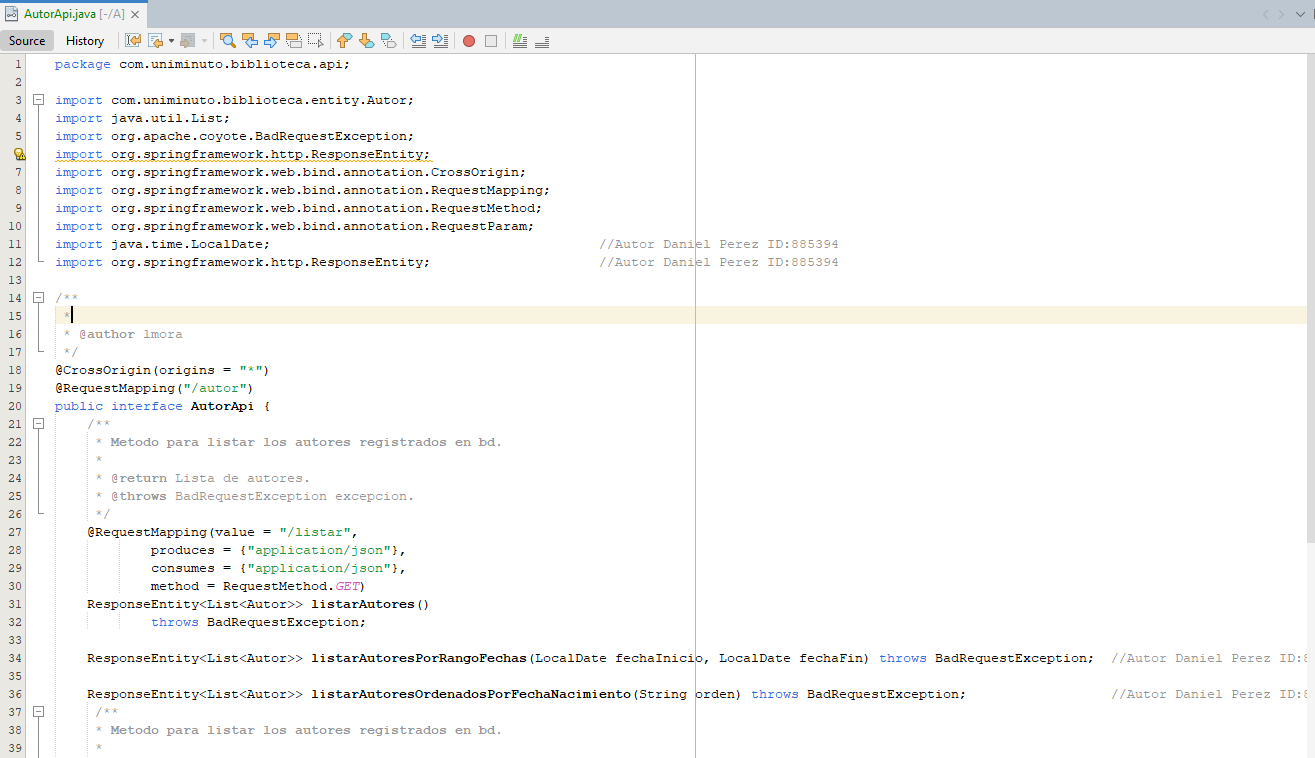 AutorApi.java [-/A]
Source History
1 package com.uniminuto.biblioteca.api;
2
3 import com.uniminuto.biblioteca.entity.Autor;
4 import java.util.List;
5 import org.apache.coyote.BadRequestException;
import org.springframework.http.ResponseEntity;
7 import org.springframework.web.bind.annotation.CrossOrigin;
8 import org.springframework.web.bind.annotation.RequestMapping;
9 import org.springframework.web.bind.annotation.RequestMethod;
10 import org.springframework.web.bind.annotation.RequestParam;
11 import java.time.LocalDate; //Autor Daniel Perez ID:885394
12 import org.springframework.http.ResponseEntity; //Autor Daniel Perez ID:885394
13
14 /**
15 *
16 * @author lmora
17 */
18 @CrossOrigin(origins = "*")
19 @RequestMapping("/autor")
20 public interface AutorApi {
21 /**
22 * Metodo para listar los autores registrados en bd.
23 *
24 * @return Lista de autores.
25 * @throws BadRequestException excepcion.
26 */
27 @RequestMapping(value = "/listar",
28 produces = {"application/json"},
29 consumes = {"application/json"},
30 method = RequestMethod.GET)
31 ResponseEntity<List<Autor>> listarAutores()
32 throws BadRequestException;
33
34 ResponseEntity<List<Autor>> listarAutoresPorRangoFechas(LocalDate fechaInicio, LocalDate fechaFin) throws BadRequestException; //Autor Daniel Perez ID:
35
36 ResponseEntity<List<Autor>> listarAutoresOrdenadosPorFechaNacimiento(String orden) throws BadRequestException; //Autor Daniel Perez ID:
37 /**
38 * Metodo para listar los autores registrados en bd.
39 *